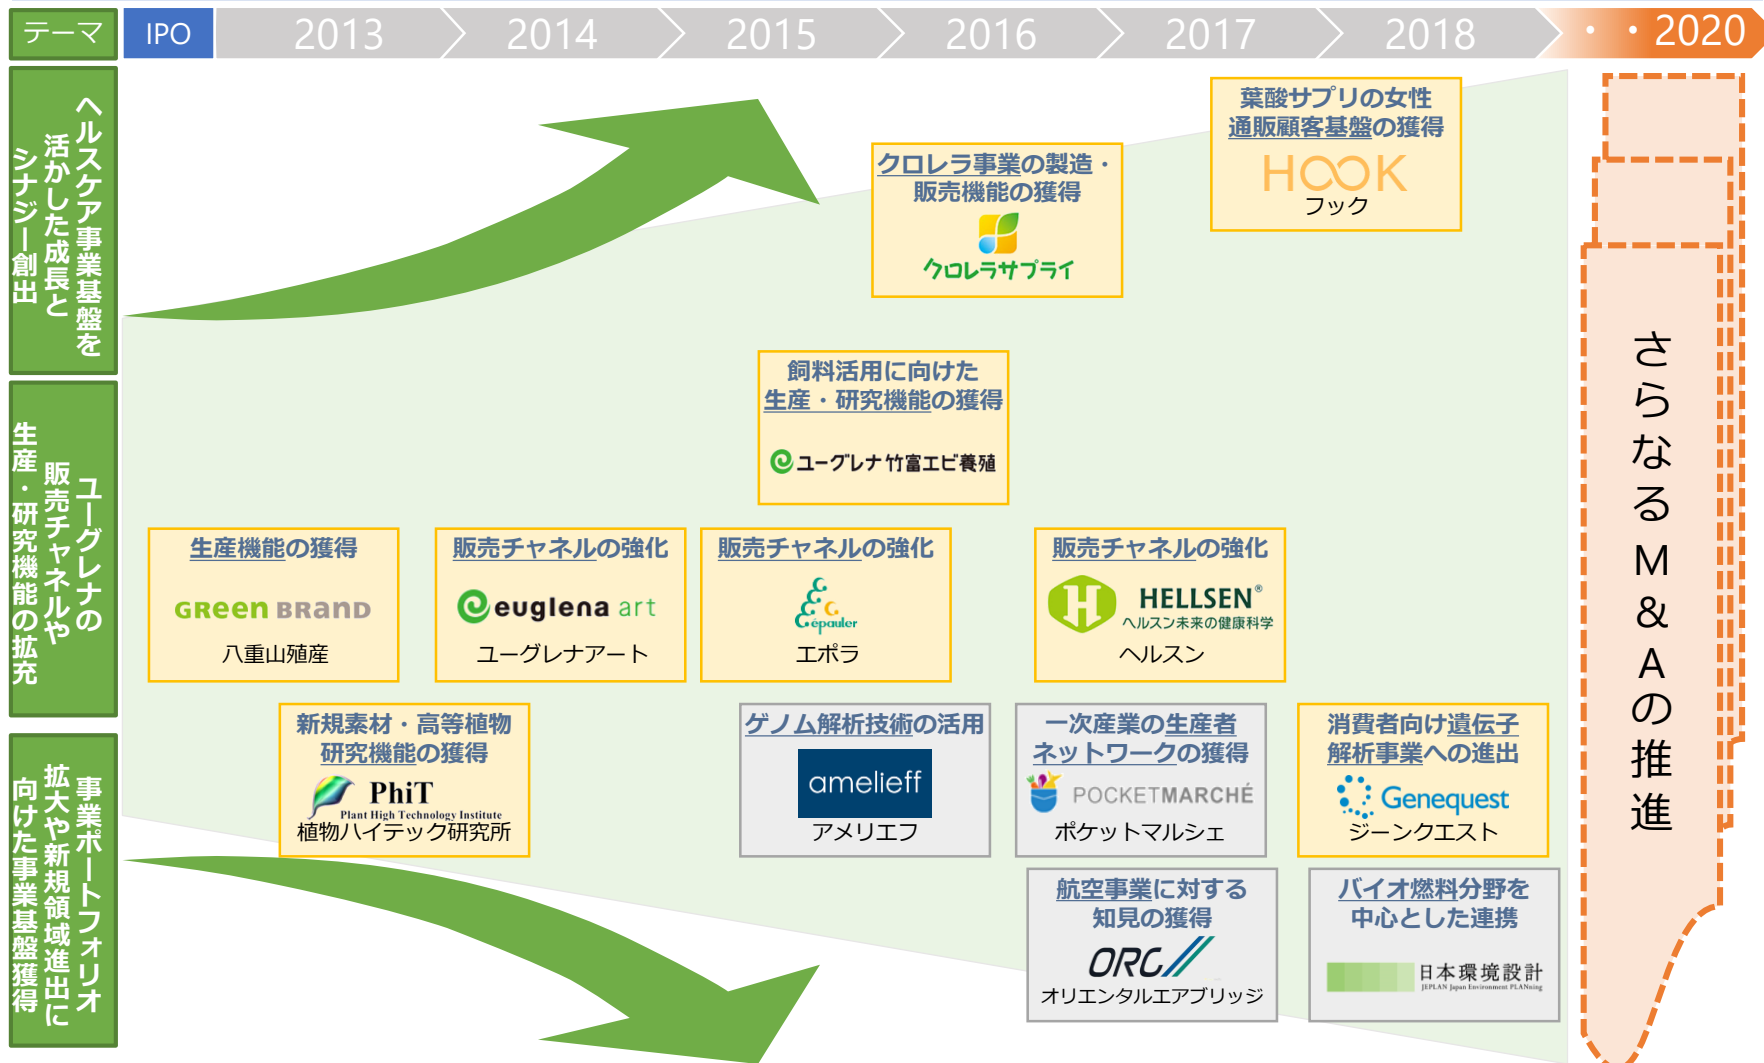 テーマ
IPO
2013
2014
2015
2016
2017
2018
・・2020
ヘルスケア事業基盤を
活かした成長と
シナジー創出
クロレラ事業の製造・
販売機能の獲得
クロレラサプライ
葉酸サプリの女性
通販顧客基盤の獲得
HOOK
フック
ユーグレナの
販売チャネルや
生産・研究機能の拡充
飼料活用に向けた
生産・研究機能の獲得
ユーグレナ竹富エビ養殖
生産機能の獲得
GReen BRanD
八重山殖産
販売チャネルの強化
euglena art
ユーグレナアート
販売チャネルの強化
épauler
エポラ
販売チャネルの強化
H
HELLSEN®
ヘルスン未来の健康科学
ヘルスン
事業ポートフォリオ
拡大や新規領域進出に
向けた事業基盤獲得
新規素材・高等植物
研究機能の獲得
PhiT
Plant High Technology Institute
植物ハイテック研究所
ゲノム解析技術の活用
amelieff
アメリエフ
一次産業の生産者
ネットワークの獲得
POCKETMARCHÉ
ポケットマルシェ
消費者向け遺伝子
解析事業への進出
Genequest
ジーンクエスト
航空事業に対する
知見の獲得
ORC
オリエンタルエアブリッジ
バイオ燃料分野を
中心とした連携
日本環境設計
JEPLAN Japan Environment PLANning
さらなるM&Aの推進